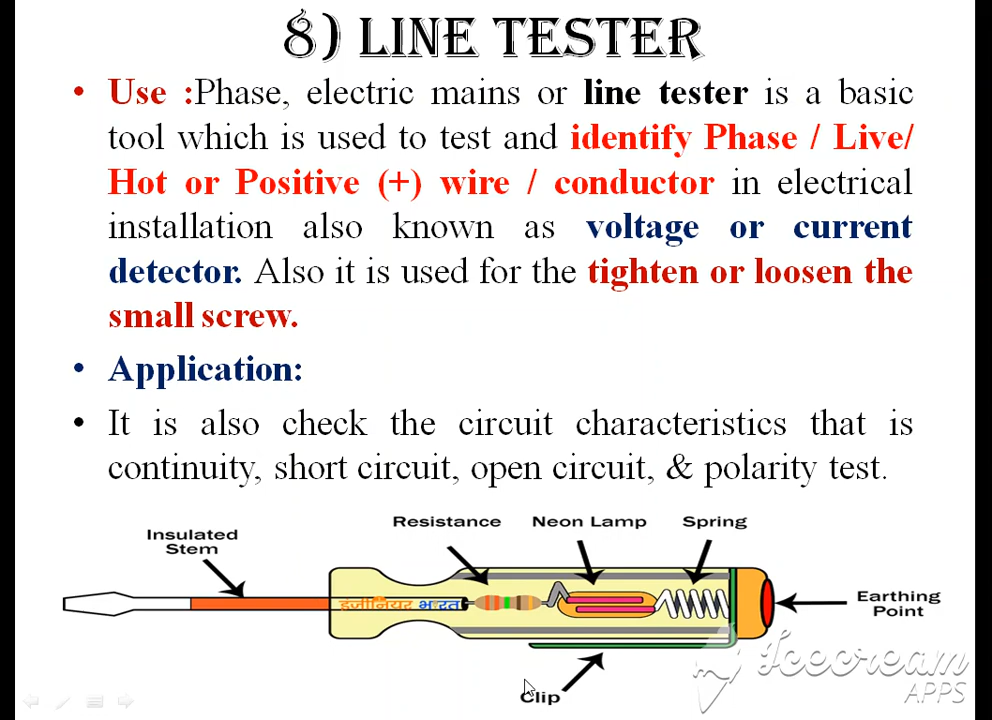 8) LINE TESTER
• Use :Phase, electric mains or line tester is a basic
tool which is used to test and identify Phase / Live/
Hot or Positive (+) wire / conductor in electrical
installation also known as voltage or current
detector. Also it is used for the tighten or loosen the
small screw.
• Application:
• It is also check the circuit characteristics that is
continuity, short circuit, open circuit, & polarity test.
Insulated
Stem
Resistance
Neon Lamp
Spring
इंजीनियर भारत
Earthing
Point
Clip
Icecream
APPS